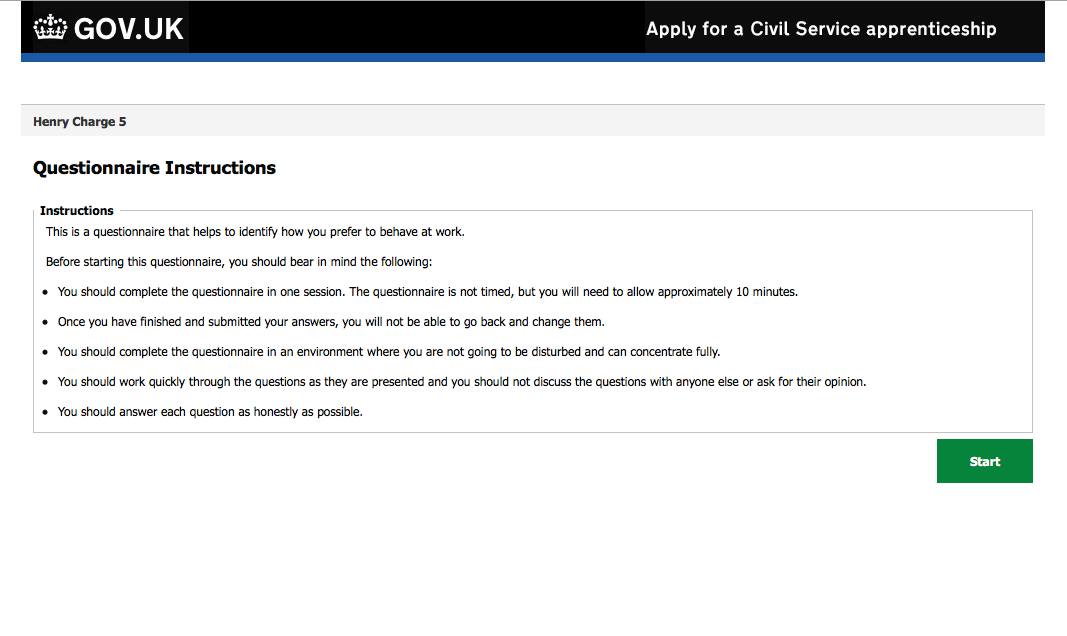 GOV.UK
Apply for a Civil Service apprenticeship
Henry Charge 5
Questionnaire Instructions
Instructions
This is a questionnaire that helps to identify how you prefer to behave at work.
Before starting this questionnaire, you should bear in mind the following:
• You should complete the questionnaire in one session. The questionnaire is not timed, but you will need to allow approximately 10 minutes.
• Once you have finished and submitted your answers, you will not be able to go back and change them.
• You should complete the questionnaire in an environment where you are not going to be disturbed and can concentrate fully.
• You should work quickly through the questions as they are presented and you should not discuss the questions with anyone else or ask for their opinion.
• You should answer each question as honestly as possible.
Start